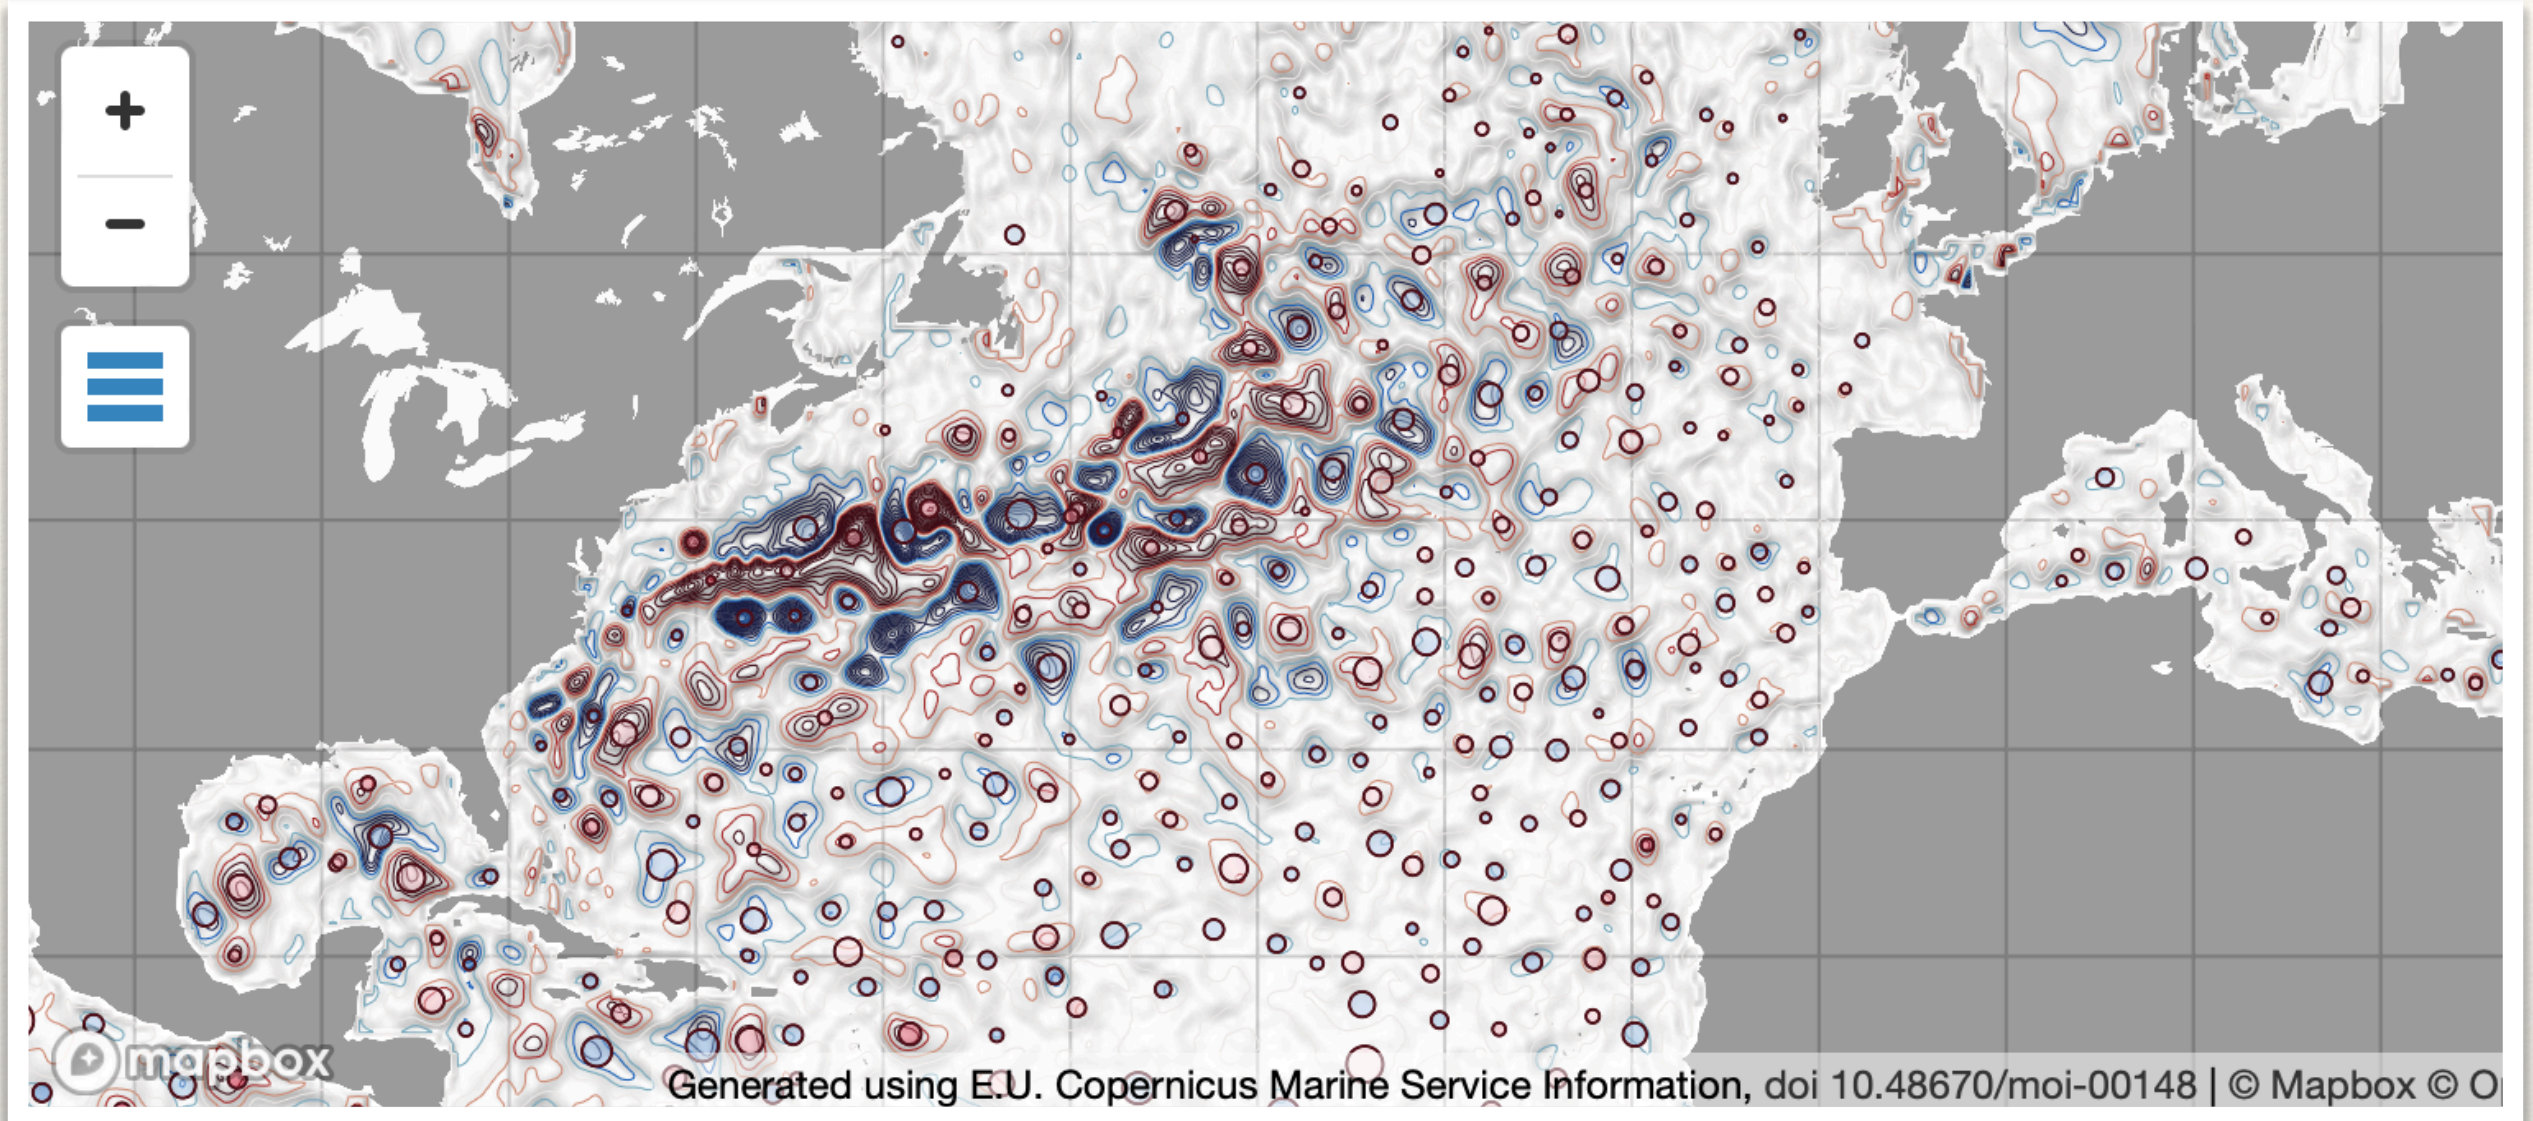 +
−
mapbox
Generated using E.U. Copernicus Marine Service Information, doi 10.48670/moi-00148 | © Mapbox © O